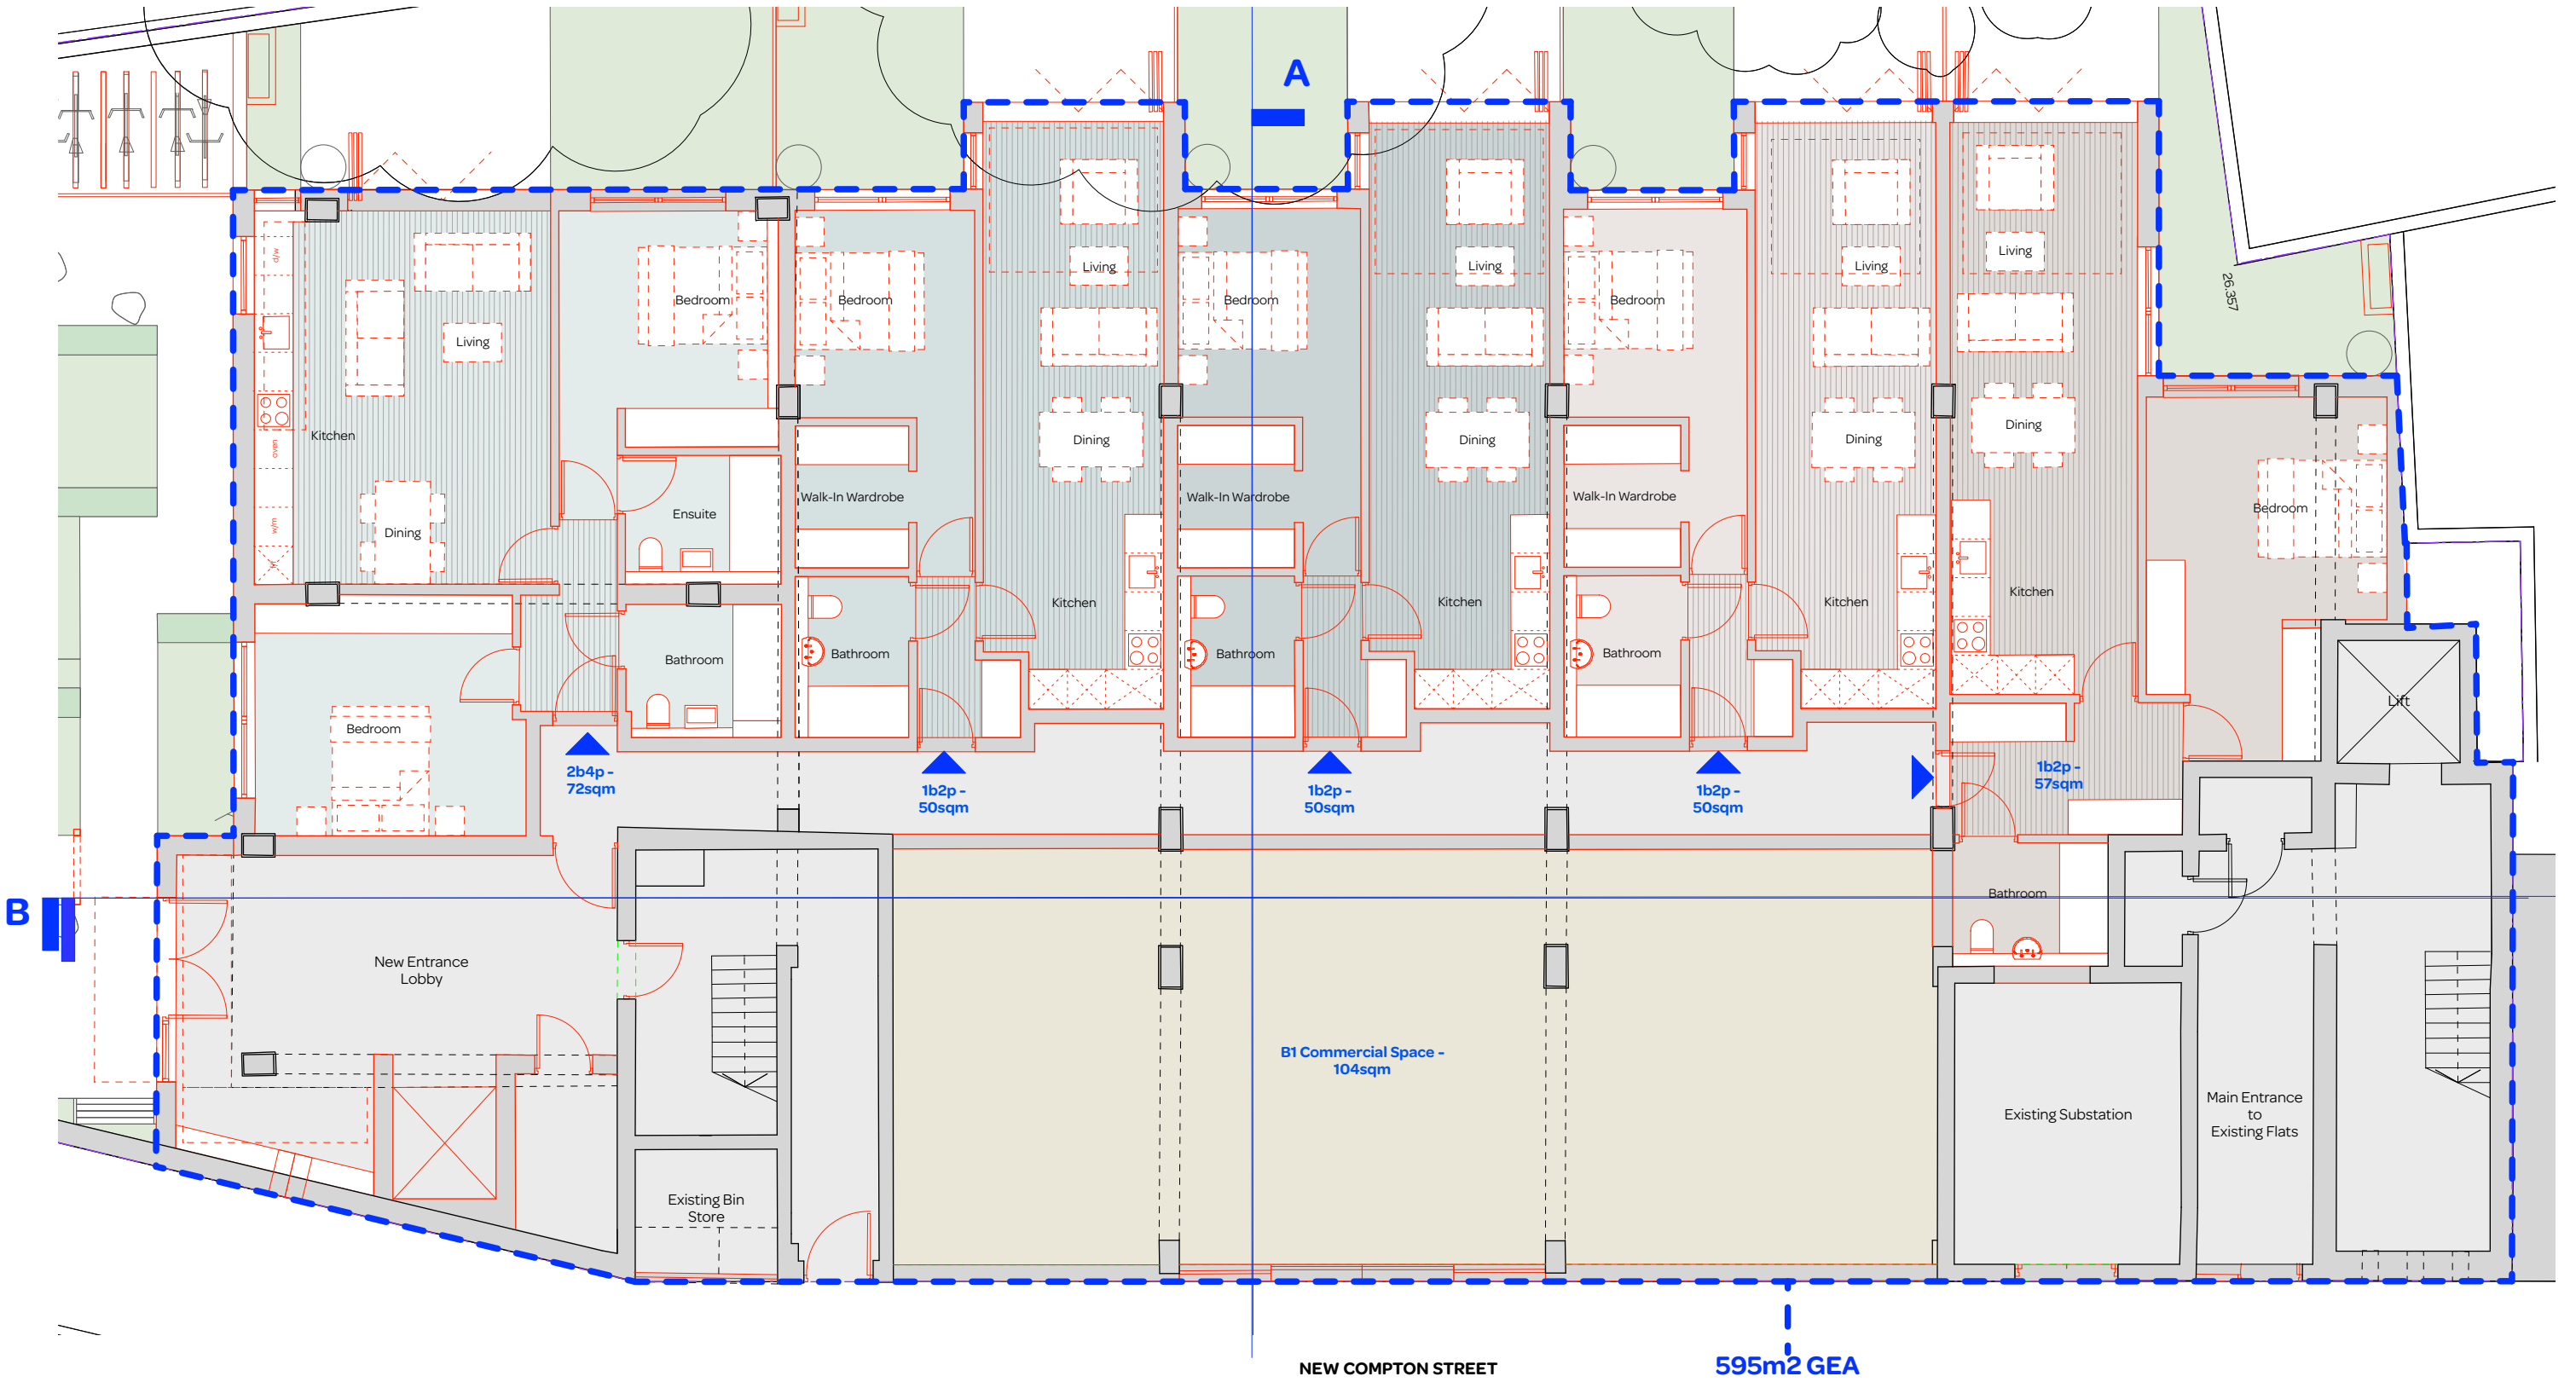 A
d/w
Living
Kitchen
oven
w/m
Dining
Bedroom
Ensuite
Bedroom
Bathroom
Bedroom
Walk-In Wardrobe
Bathroom
Living
Dining
Kitchen
Bedroom
Walk-In Wardrobe
Bathroom
Living
Dining
Kitchen
Bedroom
Walk-In Wardrobe
Bathroom
Living
Dining
Kitchen
Living
Dining
Kitchen
Bedroom
26.357
Lift
2b4p -
72sqm
1b2p -
50sqm
1b2p -
50sqm
1b2p -
50sqm
1b2p -
57sqm
Bathroom
B
New Entrance
Lobby
B1 Commercial Space -
104sqm
Existing Bin
Store
Existing Substation
Main Entrance
to
Existing Flats
NEW COMPTON STREET
595m2 GEA